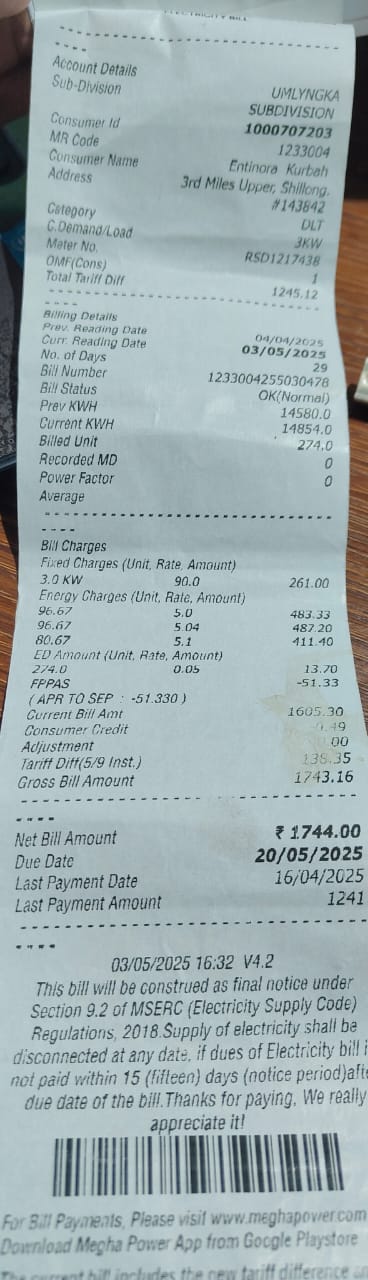 ELECTRICITY BILL
Account Details
Sub-Division UMLYNGKA
SUBDIVISION
Consumer Id 1000707203
MR Code 1233004
Consumer Name Entinora Kurbah
Address 3rd Miles Upper, Shillong,
#143842
Category DLT
C.Demand/Load 3KW
Meter No. RSD1217438
OMF(Cons) 1
Total Tariff Diff 1245.12
Billing Details
Prev. Reading Date 04/04/2025
Curr. Reading Date 03/05/2025
No. of Days 29
Bill Number 1233004255030478
Bill Status OK(Normal)
Prev KWH 14580.0
Current KWH 14854.0
Billed Unit 274.0
Recorded MD 0
Power Factor 0
Average
Bill Charges
Fixed Charges (Unit, Rate, Amount)
3.0 KW 90.0 261.00
Energy Charges (Unit, Rate, Amount)
96.67 5.0 483.33
96.67 5.04 487.20
80.67 5.1 411.40
ED Amount (Unit, Rate, Amount)
274.0 0.05 13.70
FPPAS -51.33
( APR TO SEP : -51.330 )
Current Bill Amt 1605.30
Consumer Credit
Adjustment
Tariff Diff(5/9 Inst.) 138.35
Gross Bill Amount 1743.16
Net Bill Amount ₹ 1744.00
Due Date 20/05/2025
Last Payment Date 16/04/2025
Last Payment Amount 1241
03/05/2025 16:32 V4.2
This bill will be construed as final notice under
Section 9.2 of MSERC (Electricity Supply Code)
Regulations, 2018.Supply of electricity shall be
disconnected at any date, if dues of Electricity bill
not paid within 15 (fifteen) days (notice period)
due date of the bill.Thanks for paying, We really
appreciate it!
For Bill Payments, Please visit www.meghapower.com
Download Megha Power App from Google Playstore
The current bill includes the new tariff difference